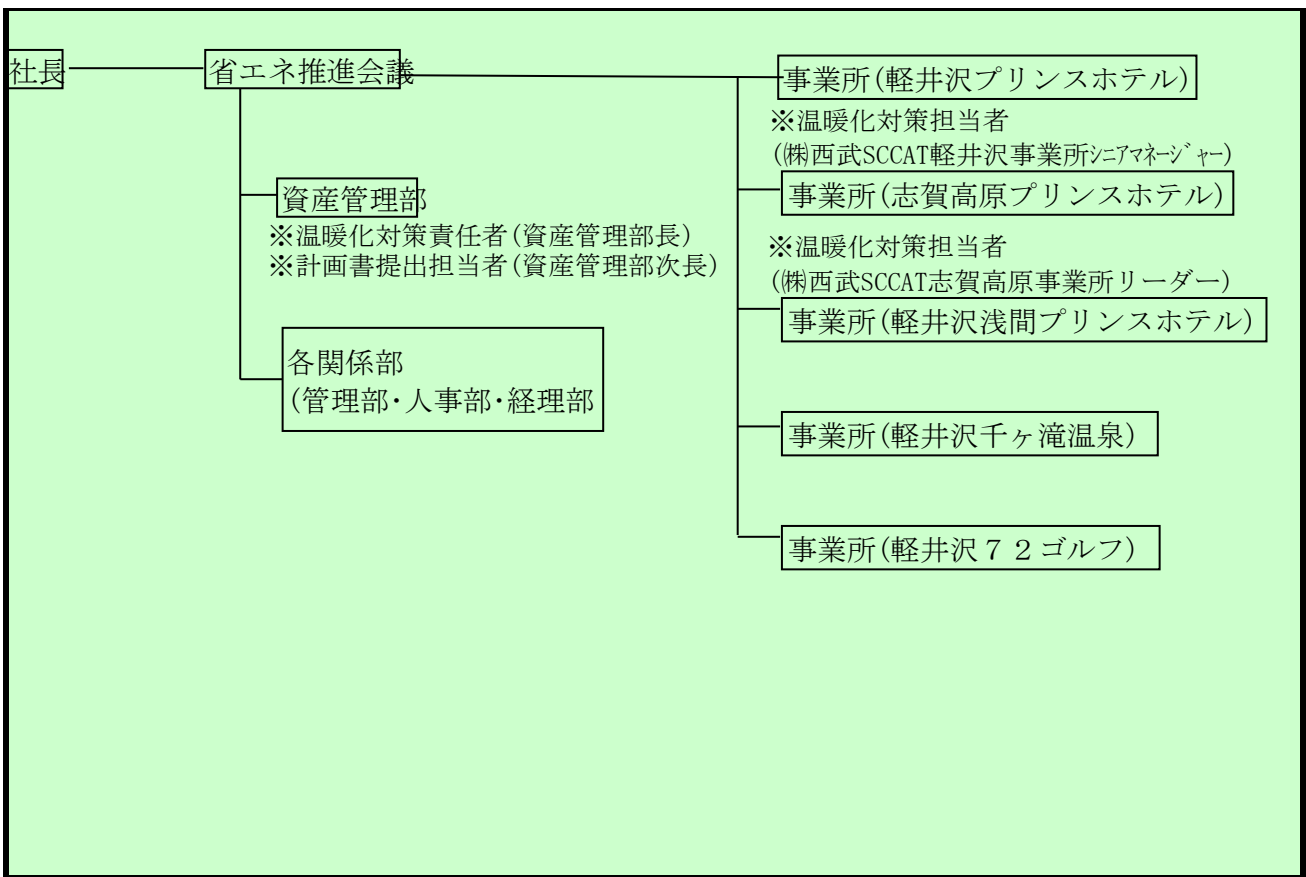 社長
省エネ推進会議
資産管理部
※温暖化対策責任者(資産管理部長)
※計画書提出担当者(資産管理部次長)
各関係部
(管理部・人事部・経理部
事業所(軽井沢プリンスホテル)
※温暖化対策担当者
(㈱西武SCCAT軽井沢事業所ｼﾆｱﾏﾈｰｼﾞｬｰ)
事業所(志賀高原プリンスホテル)
※温暖化対策担当者
(㈱西武SCCAT志賀高原事業所リーダー)
事業所(軽井沢浅間プリンスホテル)
事業所(軽井沢千ヶ滝温泉)
事業所(軽井沢７２ゴルフ)